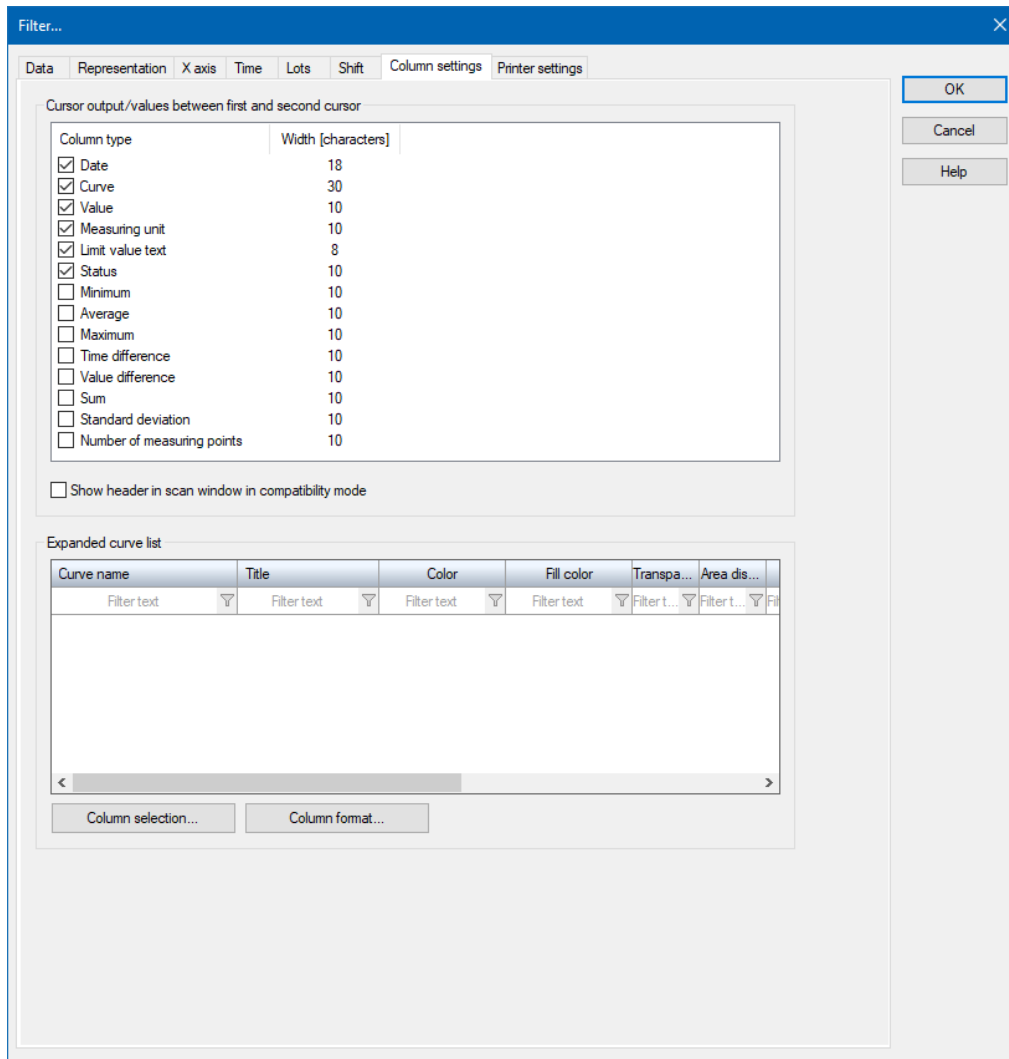 Filter...
Data Representation X axis Time Lots Shift Column settings Printer settings
OK
Cancel
Help
Cursor output/values between first and second cursor
Column type Width [characters]
Date 18
Curve 30
Value 10
Measuring unit 10
Limit value text 8
Status 10
Minimum 10
Average 10
Maximum 10
Time difference 10
Value difference 10
Sum 10
Standard deviation 10
Number of measuring points 10
Show header in scan window in compatibility mode
Expanded curve list
Curve name Title Color Fill color Transpa... Area dis...
Filter text Filter text Filter text Filter text Filter t... Filter t... Fil
Column selection... Column format...